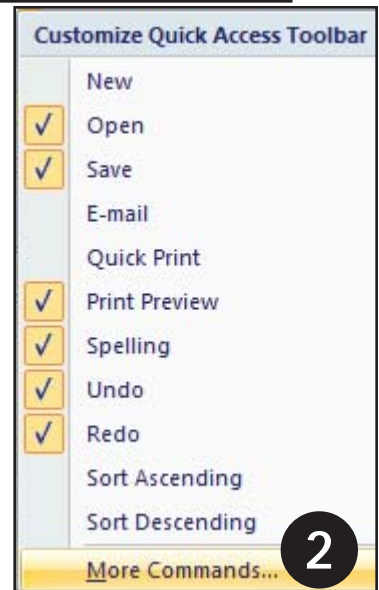 Customize Quick Access Toolbar
New
Open
Save
E-mail
Quick Print
Print Preview
Spelling
Undo
Redo
Sort Ascending
Sort Descending
More Commands...
2